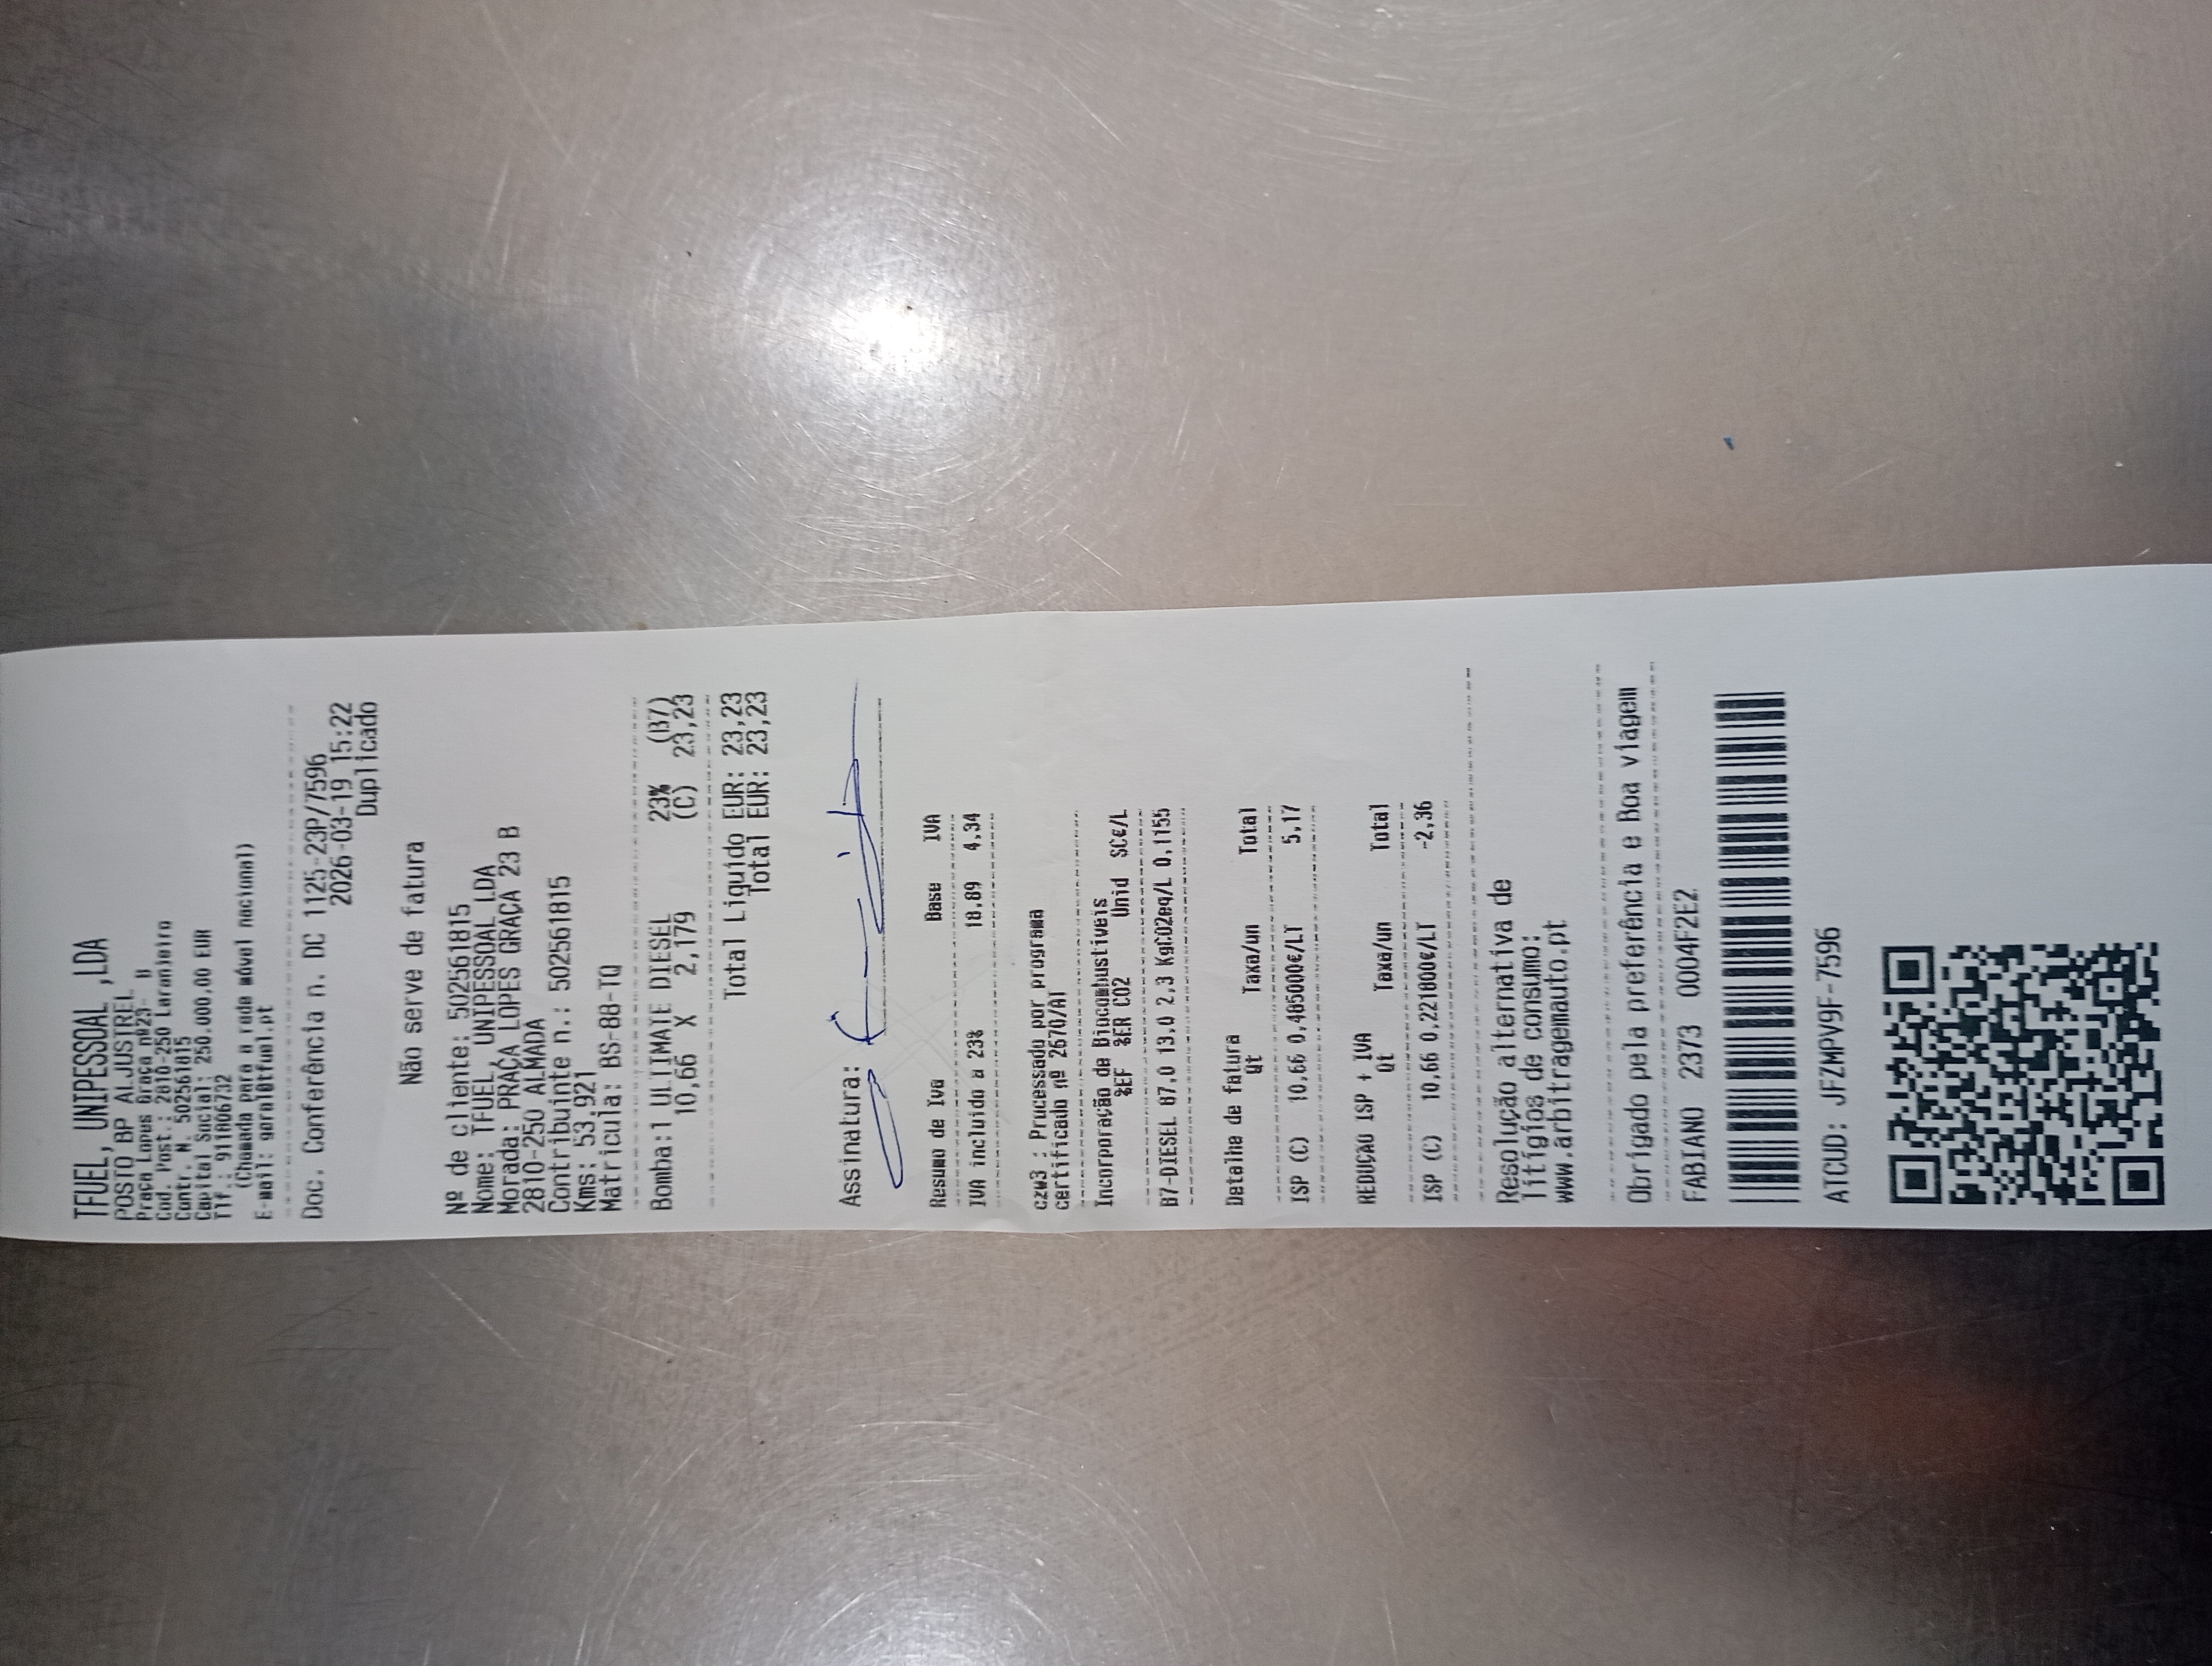 TFUEL, UNIPESSOAL ,LDA
POSTO BP ALJUSTREL
Praca Lopus Graça nº23- B
Cod. Post.: 2810-250 Laranjeiro
Contr. N. 502561815
Capital Social: 250.000,00 EUR
Tlf.: 911806732
(Chamada para a rede móvel nacional)
E-mail: geral@tfuel.pt
Doc. Conferência n. DC 1125-23P/7596
2026-03-19 15:22
Duplicado
Não serve de fatura
Nº de cliente: 502561815
Nome: TFUEL, UNIPESSOAL LDA
Morada: PRAÇA LOPES GRAÇA 23 B
2810-250 ALMADA
Contribuinte n.: 502561815
Kms: 53.921
Matricula: BS-88-TQ
Bomba:1 ULTIMATE DIESEL 23% (B7)
10,66 X 2,179 (C) 23,23
Total Liquido EUR: 23,23
Total EUR: 23,23
Assinatura:
Resumo de Iva Base IVA
IVA incluido a 23% 18.89 4,34
czW3 : Processado por programa
certificado nº 2670/AT
Incorporação de Biocombustíveis
%EF %ER CO2 Unid SC€/L
B7-DIESEL 87,0 13,0 2,3 KgCO2eq/L 0,1155
Detalhe de fatura
Qt Taxa/un Total
ISP (C) 10,66 0,485000€/LT 5,17
REDUÇÃO ISP + IVA
Qt Taxa/un Total
ISP (C) 10,66 0,221800€/LT -2,36
Resolução alternativa de
litígios de consumo:
www.arbitragemauto.pt
Obrigado pela preferência e Boa viagem
FABIANO 2373 0004F2E2
ATCUD: JFZMPV9F-7596